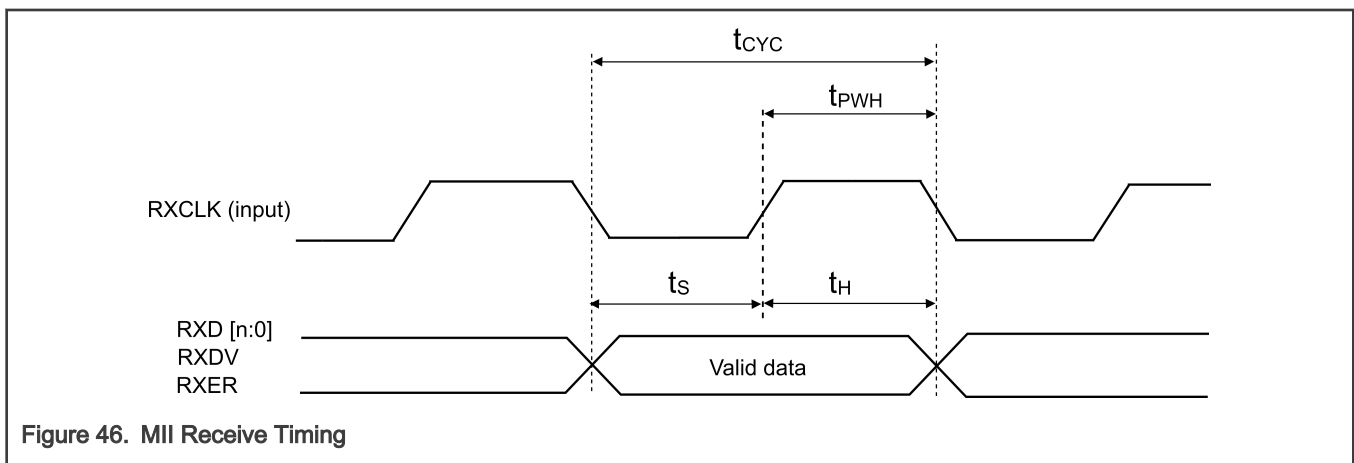 tCYC
tPWH
RXCLK (input)
tS
tH
RXD [n:0]
RXDV
Valid data
RXER
Figure 46. MII Receive Timing